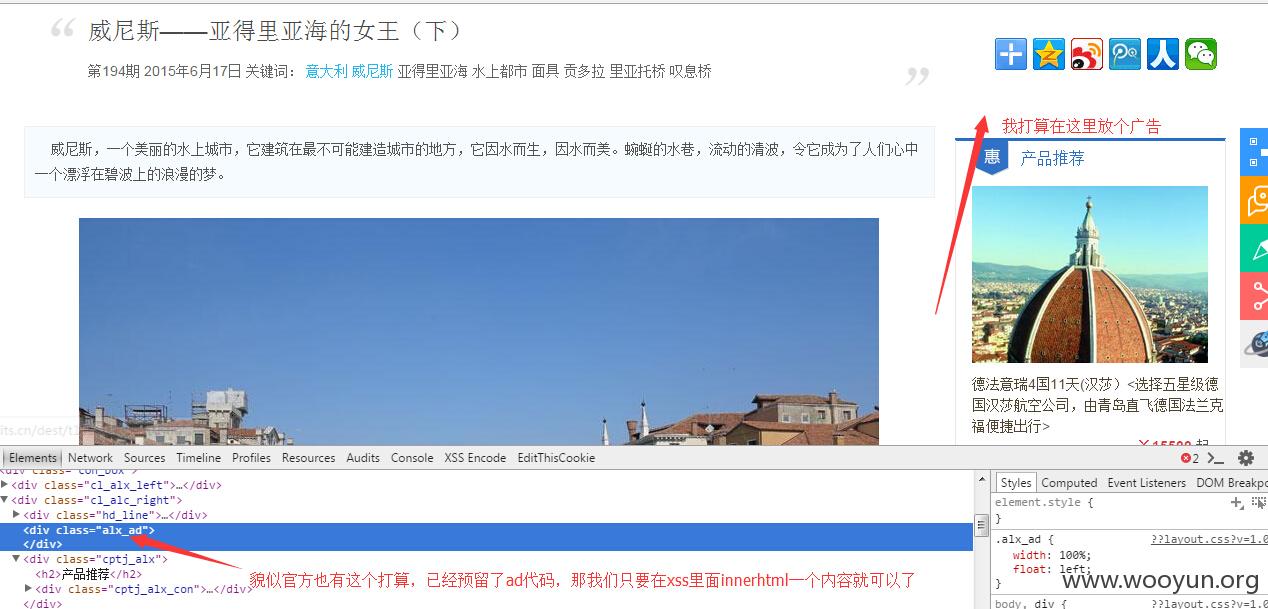 威尼斯——亚得里亚海的女王（下）
第194期 2015年6月17日 关键词： 意大利 威尼斯 亚得里亚海 水上都市 面具 贡多拉 里亚托桥 叹息桥
我打算在这里放个广告
威尼斯，一个美丽的水上城市，它建筑在最不可能建造城市的地方，它因水而生，因水而美。蜿蜒的水巷，流动的清波，令它成为了人们心中
一个漂浮在碧波上的浪漫的梦。
惠 产品推荐
德法意瑞4国11天(汉莎）<选择五星级德
国汉莎航空公司，由青岛直飞德国法兰克
福便捷出行>
its.cn/dest/t1
Elements Network Sources Timeline Profiles Resources Audits Console XSS Encode EditThisCookie
2
<div class="con_box">
<div class="cl_alx_left">…</div>
<div class="cl_alc_right">
<div class="hd_line">…</div>
<div class="alx_ad">
</div>
<div class="cptj_alx">
<h2>产品推荐</h2>
<div class="cptj_alx_con">…</div>
</div>
貌似官方也有这个打算，已经预留了ad代码，那我们只要在xss里面innerhtml一个内容就可以了
Styles Computed Event Listeners DOM Breakpo
element.style {
}
.alx_ad { ??layout.css?v=1.0
width: 100%;
float: left;
}
www.wooyun.org
body, div { ??layout.css?v=1.0